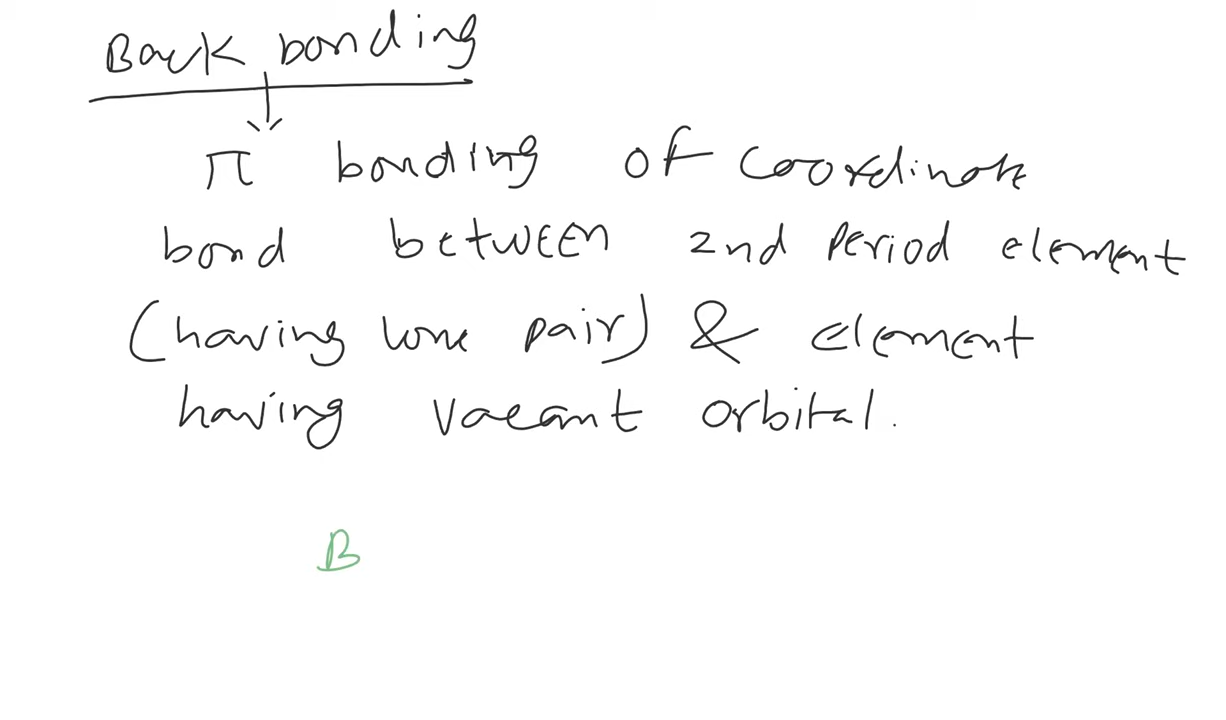 Back bonding
π bonding of coordinate
bond between 2nd period element
(having lone pair) & element
having vacant orbital.
B